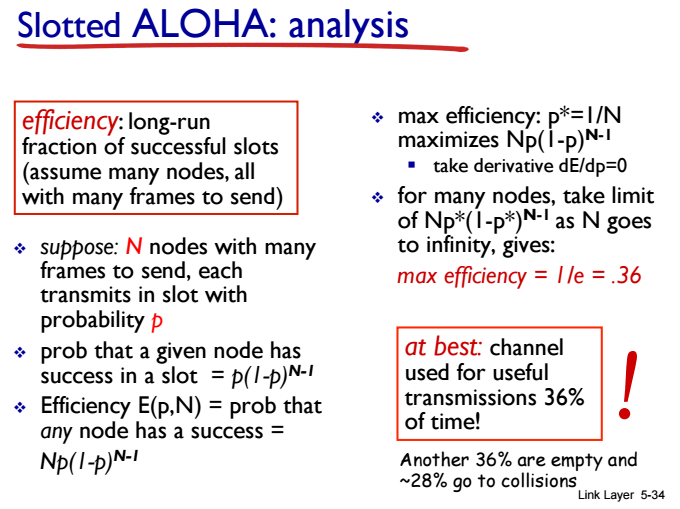 Slotted ALOHA: analysis
efficiency: long-run
fraction of successful slots
(assume many nodes, all
with many frames to send)
❖ suppose: N nodes with many
frames to send, each
transmits in slot with
probability p
❖ prob that a given node has
success in a slot = p(1-p)^N-1
❖ Efficiency E(p,N) = prob that
any node has a success =
Np(1-p)^N-1
❖ max efficiency: p*=1/N
maximizes Np(1-p)^N-1
▪ take derivative dE/dp=0
❖ for many nodes, take limit
of Np*(1-p*)^N-1 as N goes
to infinity, gives:
max efficiency = 1/e = .36
at best: channel
used for useful
transmissions 36%
of time!
!
Another 36% are empty and
~28% go to collisions
Link Layer 5-34